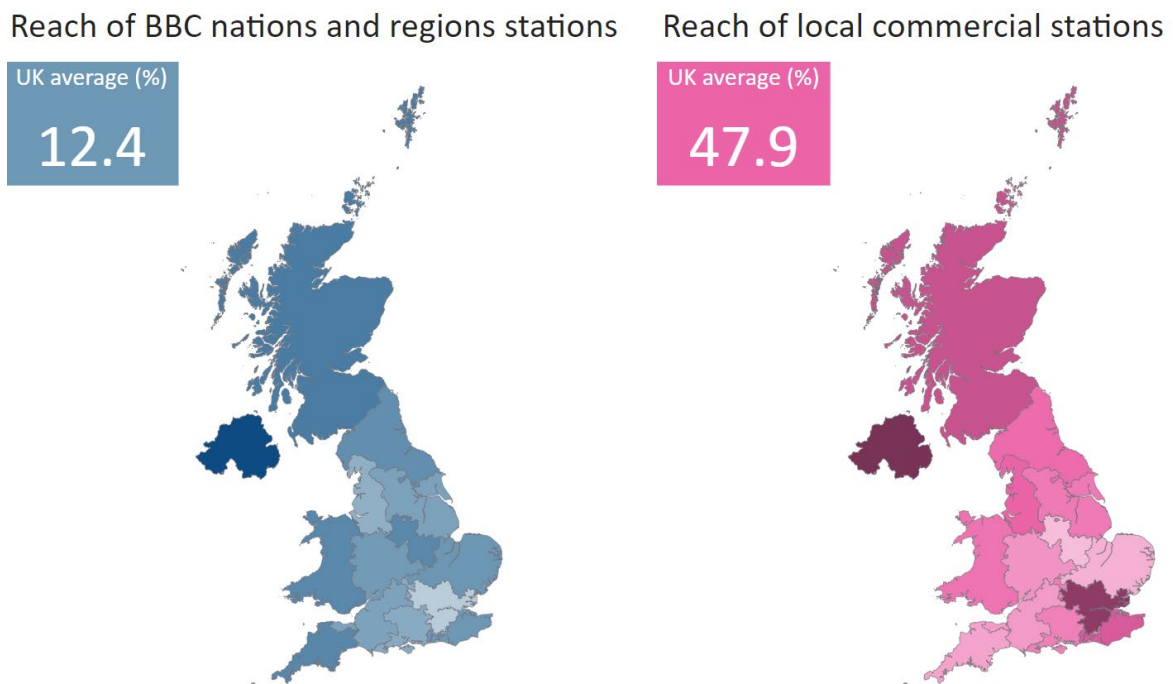 Reach of BBC nations and regions stations
UK average (%)
12.4
Reach of local commercial stations
UK average (%)
47.9